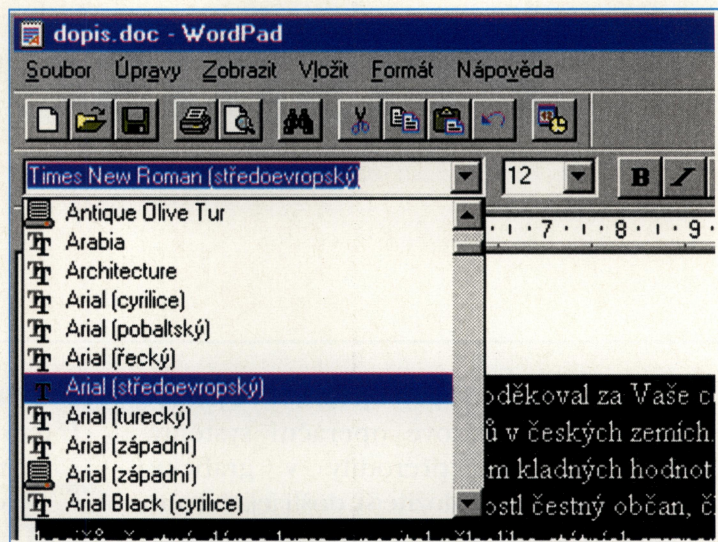 dopis.doc - WordPad
Soubor Úpravy Zobrazit Vložit Formát Nápověda
Times New Roman (středoevropský) 12 B I
Antique Olive Tur
Arabia
Architecture
Arial (cyrilice)
Arial (pobaltský)
Arial (řecký)
Arial (středoevropský)
Arial (turecký)
Arial (západní)
Arial (západní)
Arial Black (cyrilice)
7 8 9
oděkoval za Vaše
ů v českých zemích.
m kladných hodnot
ostl čestný občan,